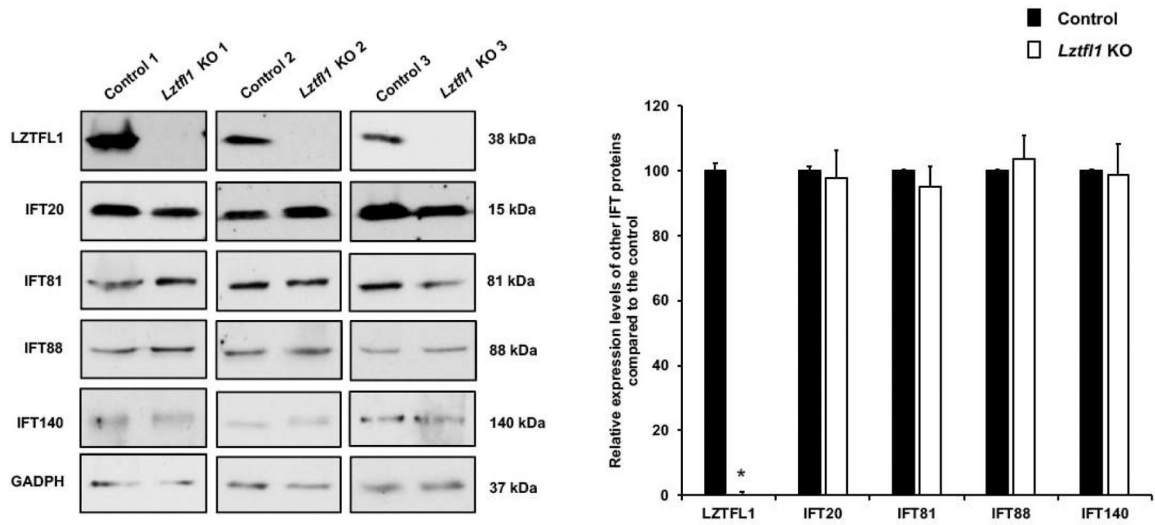 Control 1
Lztfl1 KO 1
Control 2
Lztfl1 KO 2
Control 3
Lztfl1 KO 3
LZTFL1
38 kDa
IFT20
15 kDa
IFT81
81 kDa
IFT88
88 kDa
IFT140
140 kDa
GADPH
37 kDa
Control
Lztfl1 KO
Relative expression levels of other IFT proteins
compared to the control
120
100
80
60
40
20
0
*
LZTFL1
IFT20
IFT81
IFT88
IFT140